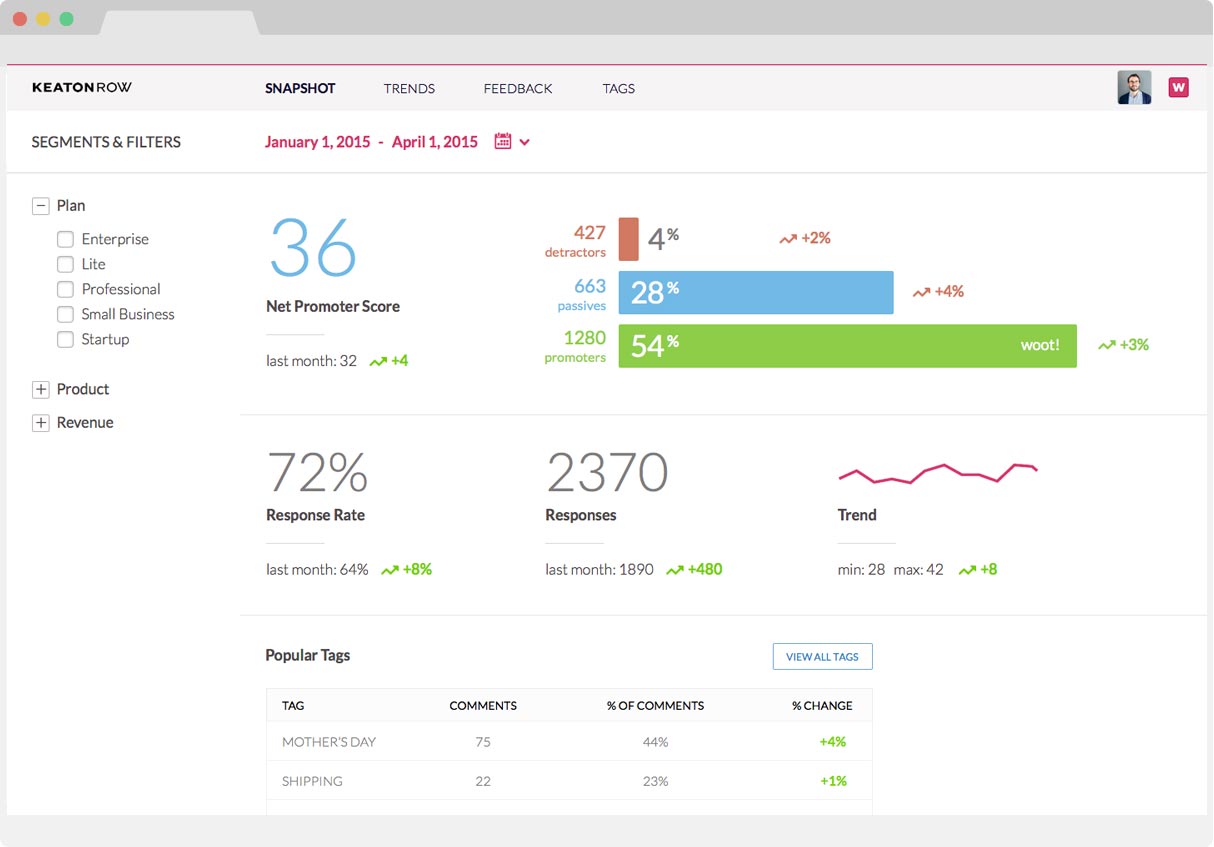 KEATONROW
SNAPSHOT TRENDS FEEDBACK TAGS
W
SEGMENTS & FILTERS
January 1, 2015 - April 1, 2015
Plan
Enterprise
Lite
Professional
Small Business
Startup
Product
Revenue
36
Net Promoter Score
last month: 32 +4
427 detractors
4% +2%
663 passives
28% +4%
1280 promoters
54% woot! +3%
72%
Response Rate
last month: 64% +8%
2370
Responses
last month: 1890 +480
Trend
min: 28 max: 42 +8
Popular Tags
VIEW ALL TAGS
TAG COMMENTS % OF COMMENTS % CHANGE
MOTHER'S DAY 75 44% +4%
SHIPPING 22 23% +1%